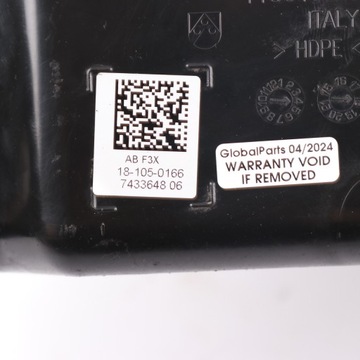 ITALY
>HDPE
AB F3X
18-105-0166
7433648 06
GlobalParts 04/2024
WARRANTY VOID
IF REMOVED